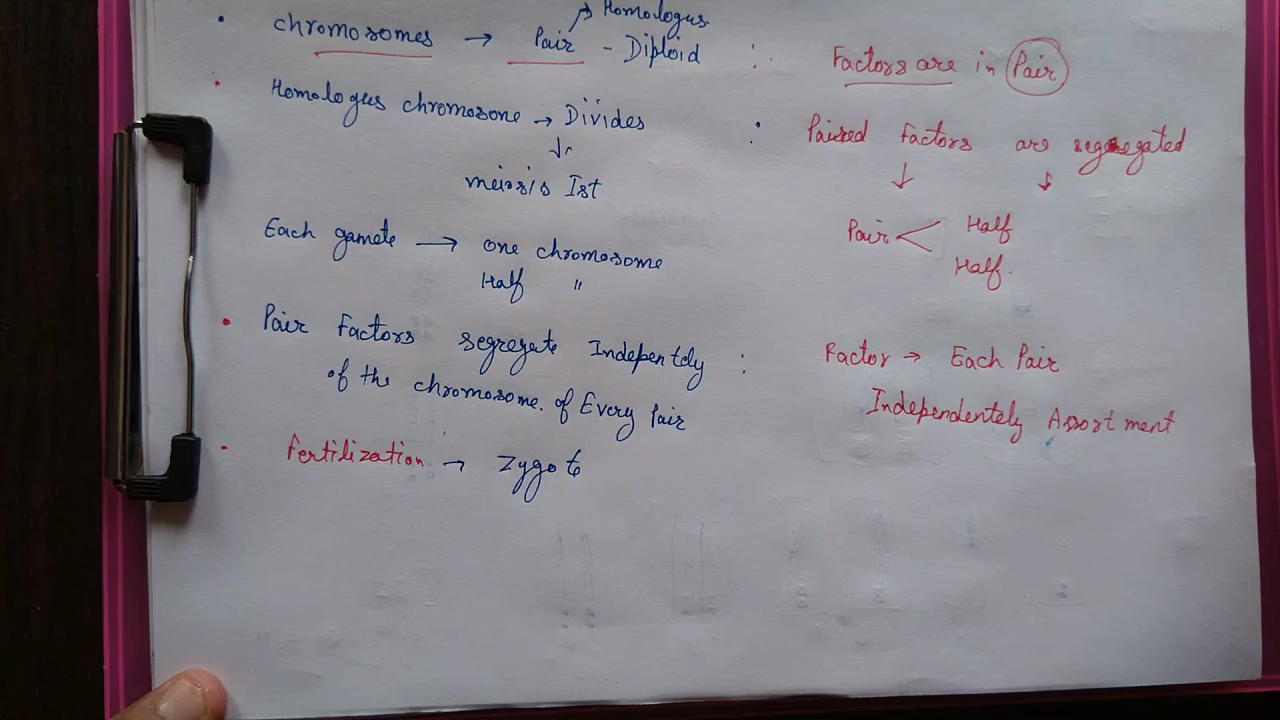 Homologus
chromosomes → Pair - Diploid
Homologus chromosone → Divides
↓
meiosis Ist
Each gamete → one chromosome
Half "
Pair Factors segregate Indepentdy
of the chromosome. of Every Pair
Fertilization → Zygote
Factors are in Pair
Paired Factors are segregated
↓ ↓
Pair < Half
Half.
Factor → Each Pair
Independentely Assortment